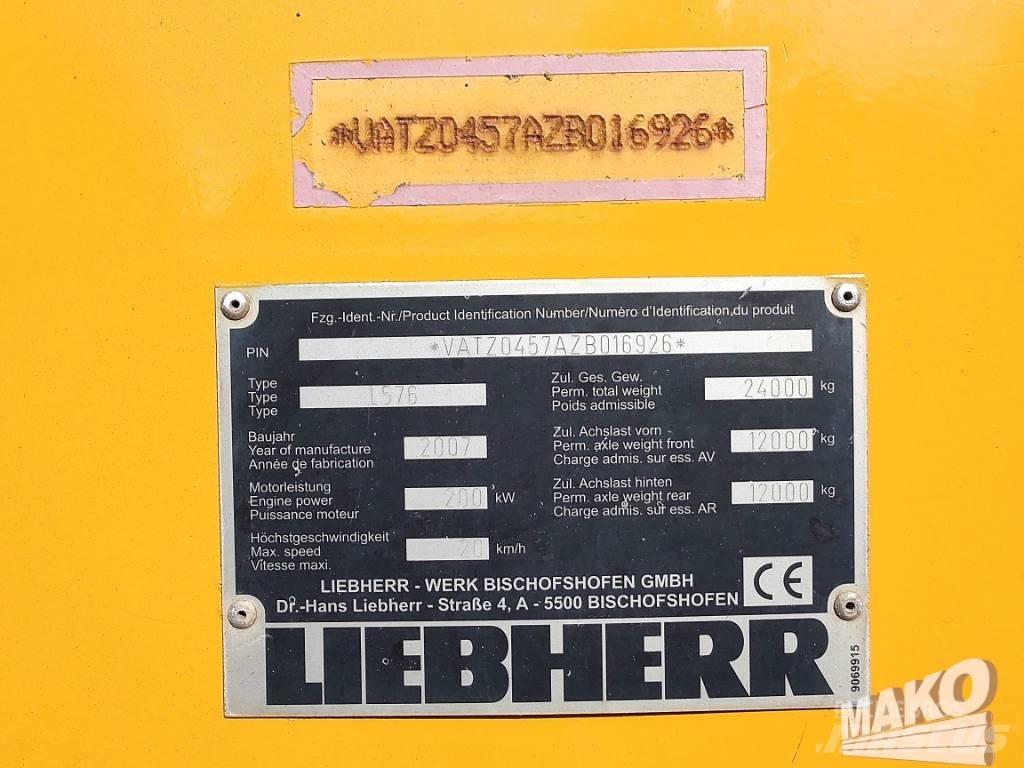 *VATZ0457AZB016926*
Fzg.-Ident.-Nr./Product Identification Number/Numéro d'Identification du produit
PIN *VATZ0457AZB016926*
Type
Type L576
Type
Baujahr
Year of manufacture 2007
Année de fabrication
Motorleistung
Engine power 200 kW
Puissance moteur
Höchstgeschwindigkeit
Max. speed 20 km/h
Vitesse maxi.
Zul. Ges. Gew.
Perm. total weight 24000 kg
Poids admissible
Zul. Achslast vorn
Perm. axle weight front 12000 kg
Charge admis. sur ess. AV
Zul. Achslast hinten
Perm. axle weight rear 12000 kg
Charge admis. sur ess. AR
LIEBHERR - WERK BISCHOFSHOFEN GMBH
Dr.-Hans Liebherr - Straße 4, A - 5500 BISCHOFSHOFEN
CE
LIEBHERR
9069915
MAKO